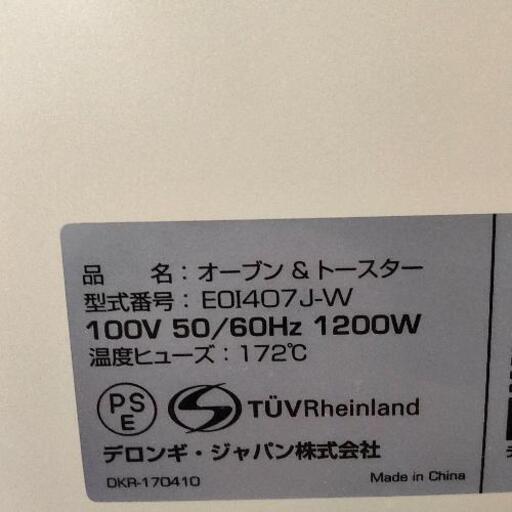 品　　名：オーブン & トースター
型式番号：EOI407J-W
100V 50/60Hz 1200W
温度ヒューズ：172℃
PS
E
TÜVRheinland
デロンギ・ジャパン株式会社
DKR-170410
Made in China